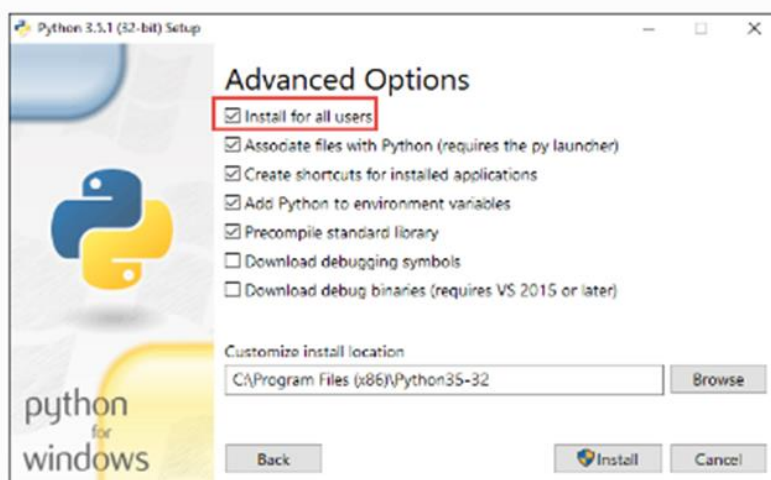 Python 3.5.1 (32-bit) Setup
Advanced Options
Install for all users
Associate files with Python (requires the py launcher)
Create shortcuts for installed applications
Add Python to environment variables
Precompile standard library
Download debugging symbols
Download debug binaries (requires VS 2015 or later)
Customize install location
C:\Program Files (x86)\Python35-32
Browse
python
for
windows
Back
Install
Cancel